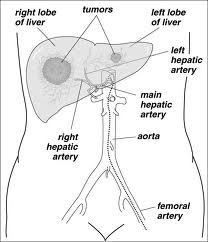 right lobe
of liver
tumors
left lobe
of liver
left
hepatic
artery
main
hepatic
artery
right
hepatic
artery
aorta
femoral
artery